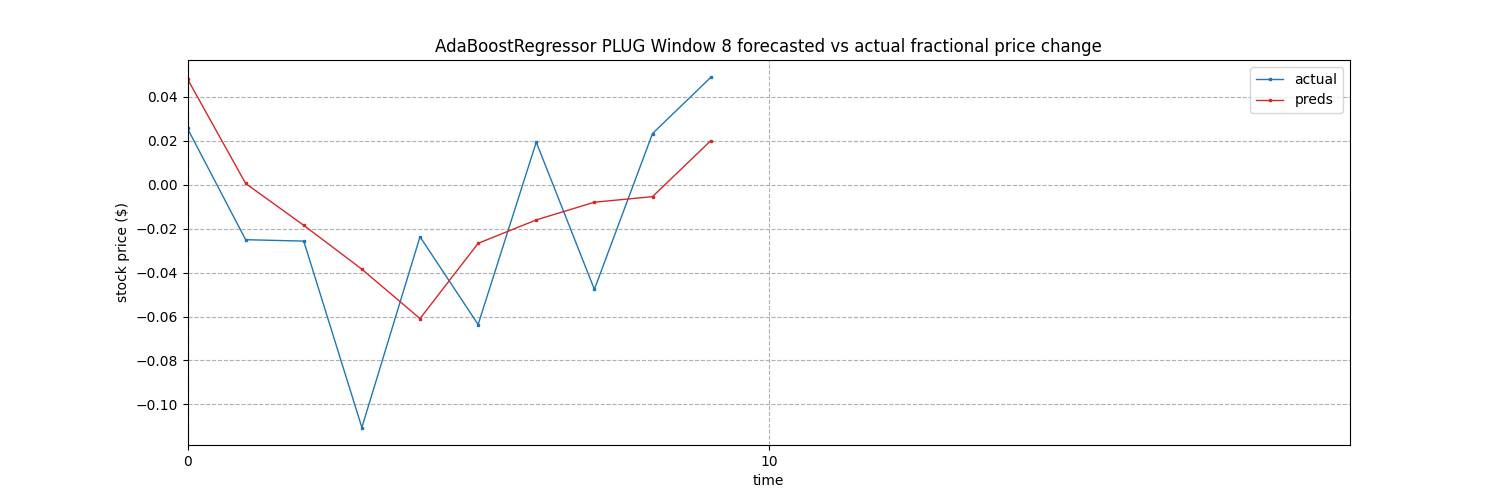 AdaBoostRegressor PLUG Window 8 forecasted vs actual fractional price change
actual
preds
stock price ($)
0.04
0.02
0.00
−0.02
−0.04
−0.06
−0.08
−0.10
0
10
time